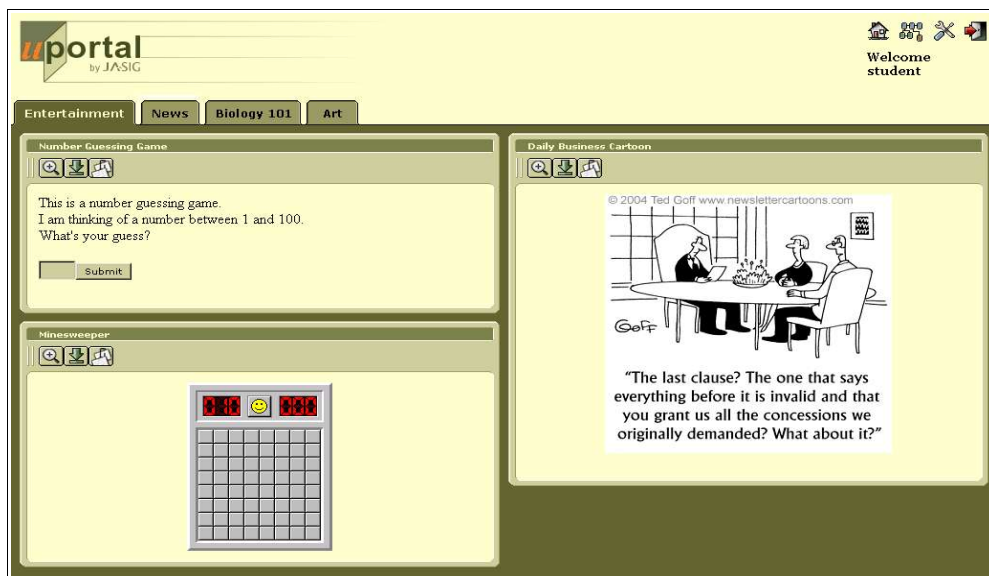 uportal
by JASIG
Welcome
student
Entertainment
News
Biology 101
Art
Number Guessing Game
This is a number guessing game.
I am thinking of a number between 1 and 100.
What's your guess?
Submit
Minesweeper
010
000
Daily Business Cartoon
© 2004 Ted Goff www.newslettercartoons.com
GOFF
"The last clause? The one that says
everything before it is invalid and that
you grant us all the concessions we
originally demanded? What about it?"